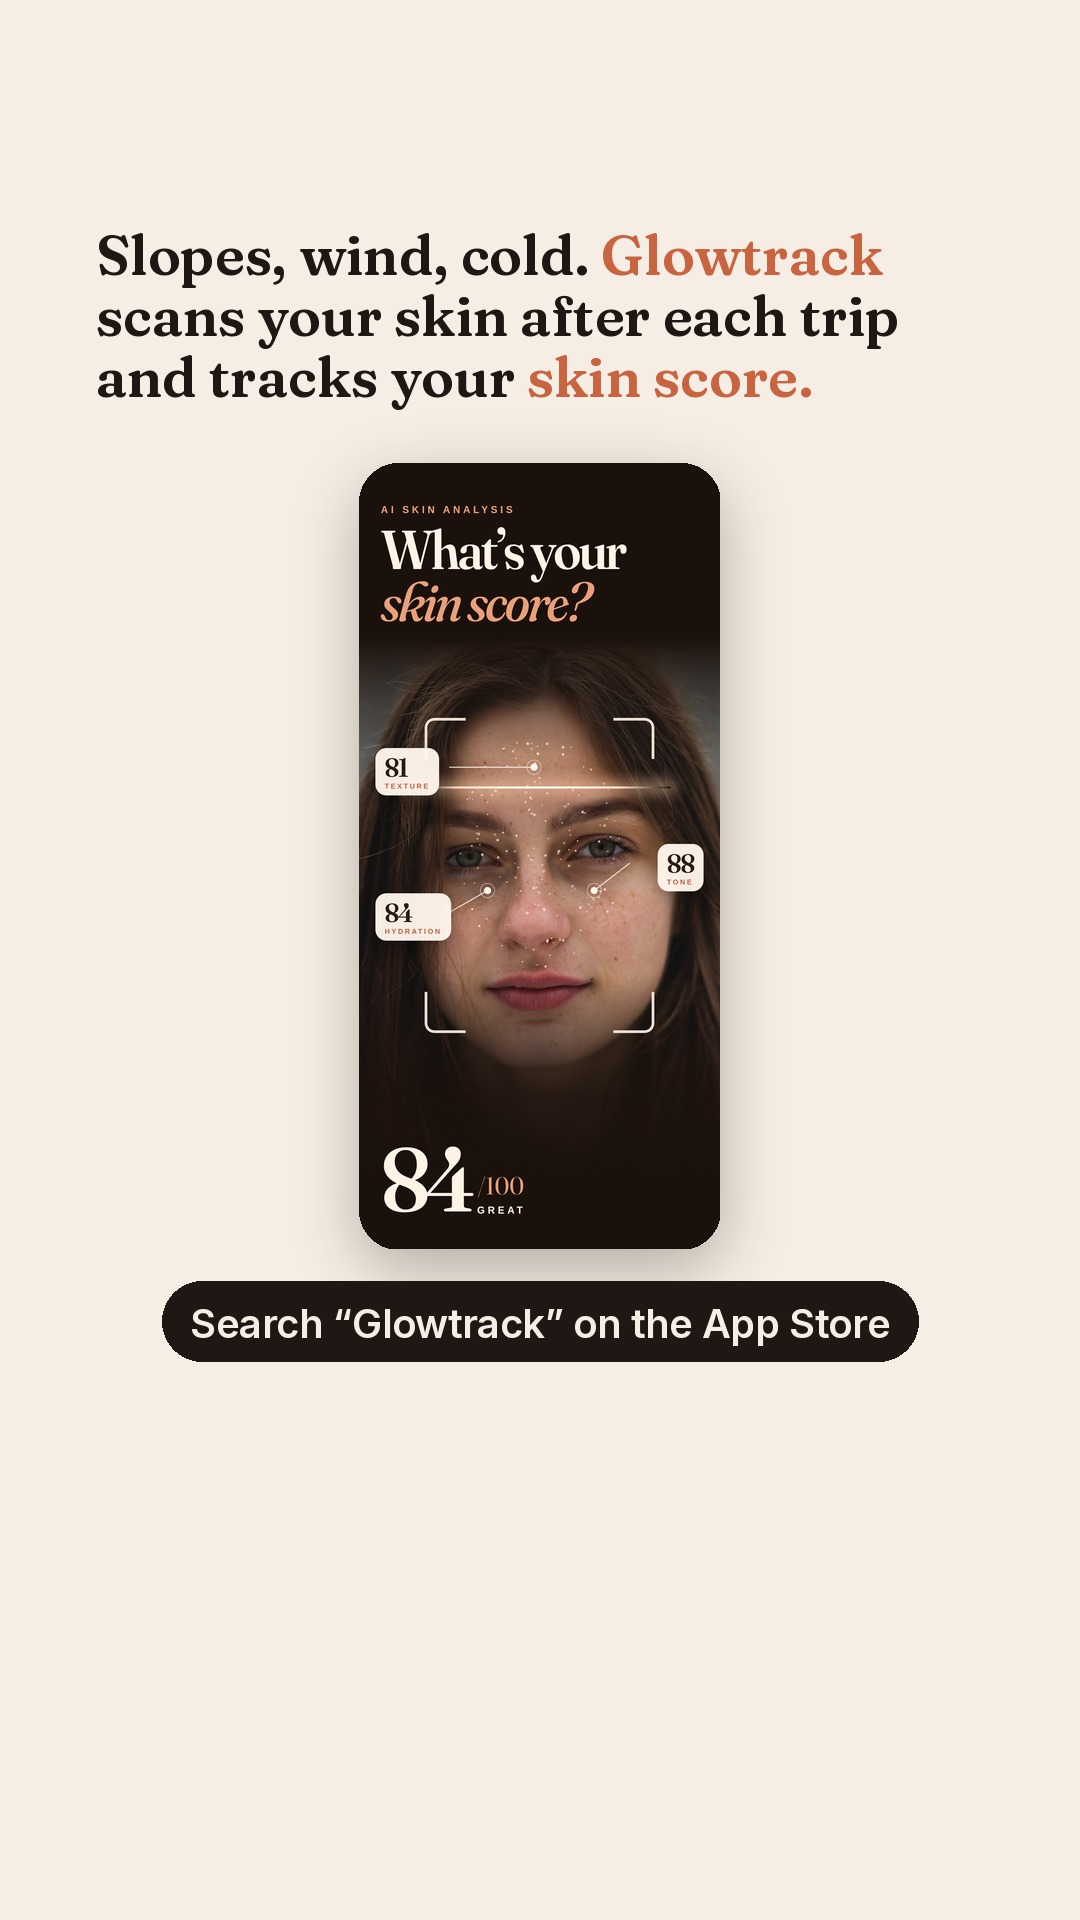 Slopes, wind, cold. Glowtrack
scans your skin after each trip
and tracks your skin score.
AI SKIN ANALYSIS
What’s your
skin score?
81
TEXTURE
88
TONE
84
HYDRATION
84 /100
GREAT
Search “Glowtrack” on the App Store